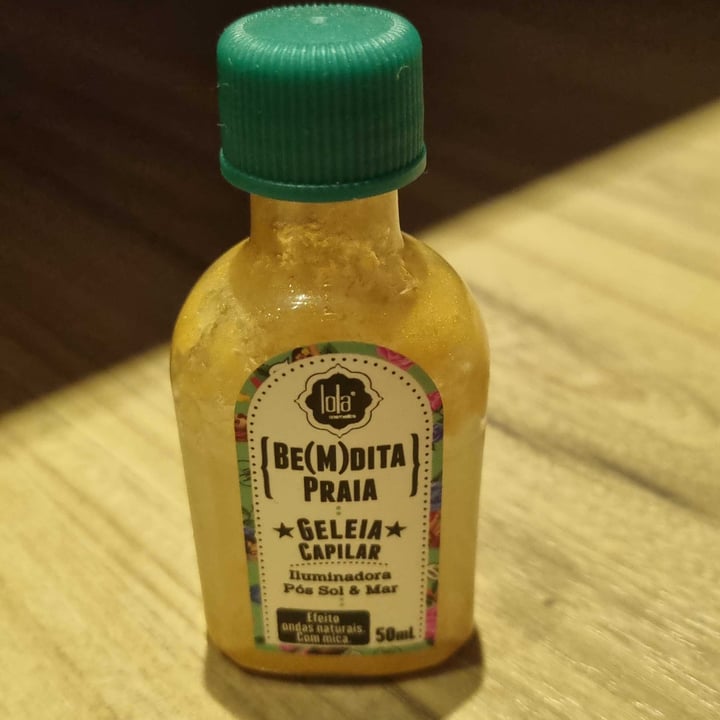 lola
cosmetics
{BE(M)DITA
PRAIA}
★GELEIA★
CAPILAR
Iluminadora
Pós Sol & Mar
Efeito
ondas naturais.
Com mica.
50mL